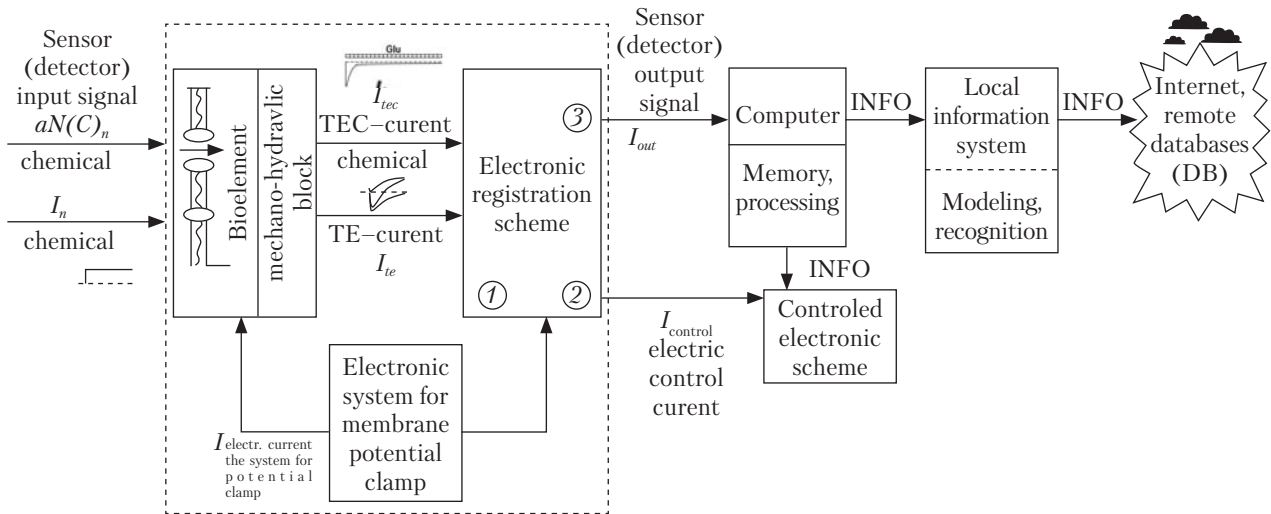 Sensor
(detector)
input signal
aN(C)n
chemical
In
chemical
Bioelement
mechano-hydravlic
block
Glu
Itec
TEC–curent
chemical
TE–curent
Ite
Electronic
registration
scheme
1
2
3
Electronic
system for
membrane
potential
clamp
I electr. current
the system for
potential
clamp
Sensor
(detector)
output
signal
Iout
Icontrol
electric
control
curent
Computer
Memory,
processing
INFO
INFO
Controled
electronic
scheme
Local
information
system
Modeling,
recognition
INFO
Internet,
remote
databases
(DB)